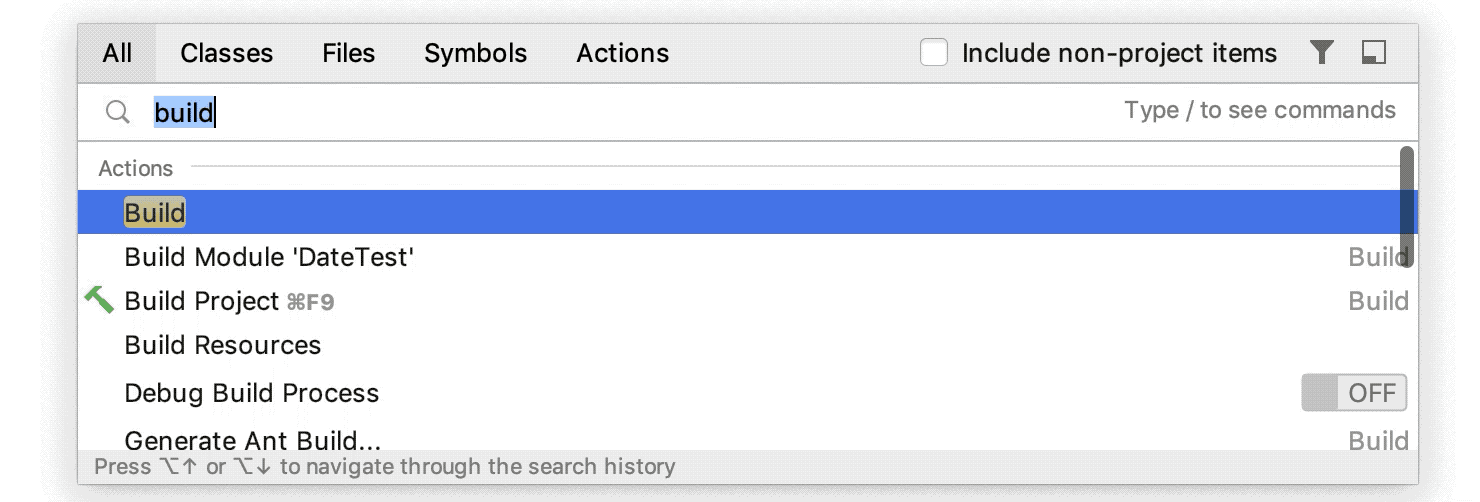 All Classes Files Symbols Actions Include non-project items
build Type / to see commands
Actions
Build
Build Module 'DateTest' Build
Build Project ⌘F9 Build
Build Resources
Debug Build Process OFF
Generate Ant Build... Build
Press ⌥↑ or ⌥↓ to navigate through the search history